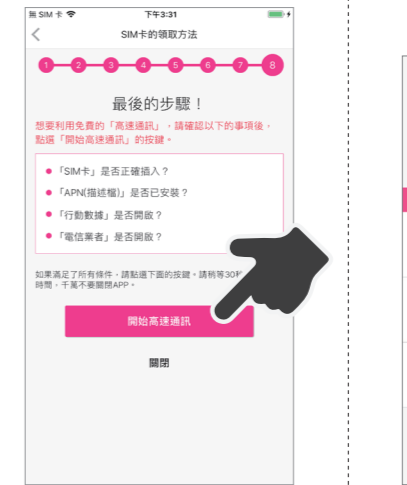 無 SIM 卡
下午3:31
SIM卡的領取方法
1 2 3 4 5 6 7 8
最後的步驟！
想要利用免費的「高速通訊」，請確認以下的事項後，
點選「開始高速通訊」的按鍵。
「SIM卡」是否正確插入？
「APN(描述檔)」是否已安裝？
「行動數據」是否開啟？
「電信業者」是否開啟？
如果滿足了所有條件，請點選下面的按鍵。請稍等30
時間，千萬不要關閉APP。
開始高速通訊
關閉